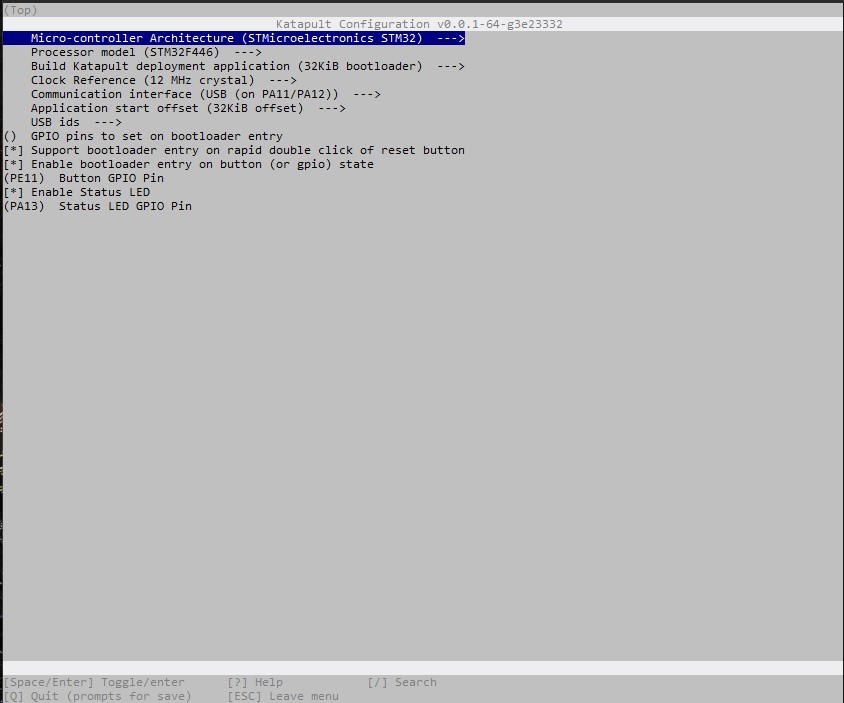 (Top)
Katapult Configuration v0.0.1-64-g3e23332
Micro-controller Architecture (STMicroelectronics STM32)  --->
Processor model (STM32F446)  --->
Build Katapult deployment application (32KiB bootloader)  --->
Clock Reference (12 MHz crystal)  --->
Communication interface (USB (on PA11/PA12))  --->
Application start offset (32KiB offset)  --->
USB ids  --->
()  GPIO pins to set on bootloader entry
[*] Support bootloader entry on rapid double click of reset button
[*] Enable bootloader entry on button (or gpio) state
(PE11)  Button GPIO Pin
[*] Enable Status LED
(PA13)  Status LED GPIO Pin
[Space/Enter] Toggle/enter      [?] Help            [/] Search
[Q] Quit (prompts for save)     [ESC] Leave menu